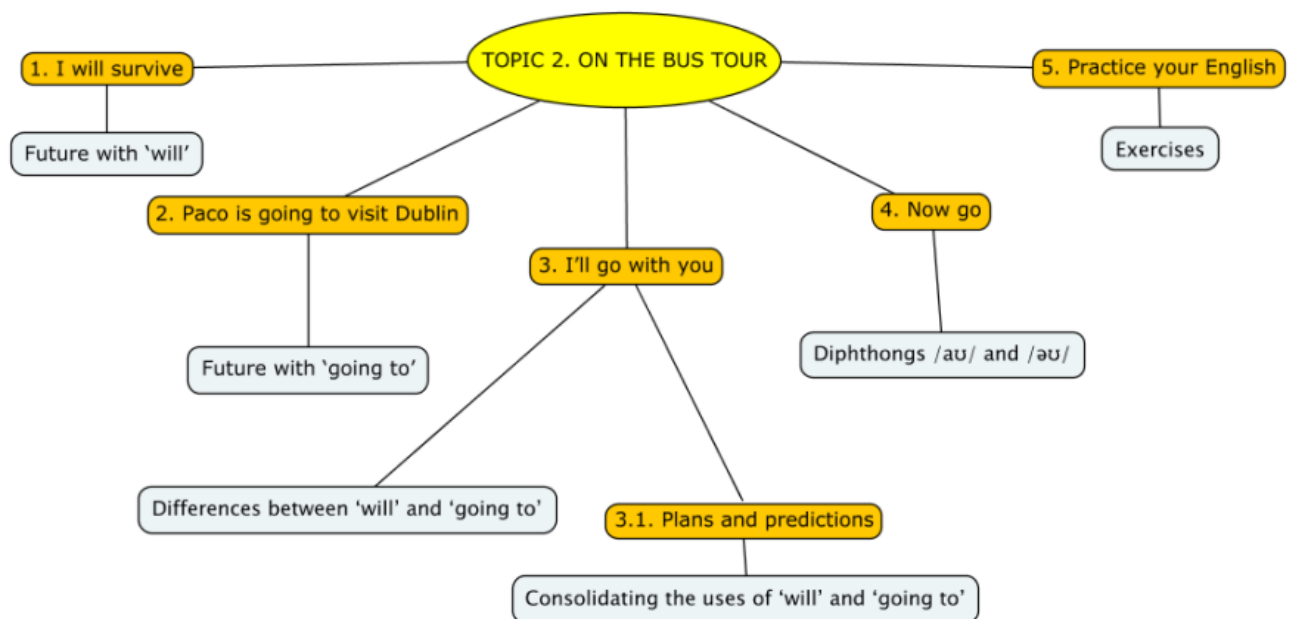 TOPIC 2. ON THE BUS TOUR
1. I will survive
Future with ‘will’
2. Paco is going to visit Dublin
Future with ‘going to’
3. I’ll go with you
Differences between ‘will’ and ‘going to’
3.1. Plans and predictions
Consolidating the uses of ‘will’ and ‘going to’
4. Now go
Diphthongs /aʊ/ and /əʊ/
5. Practice your English
Exercises